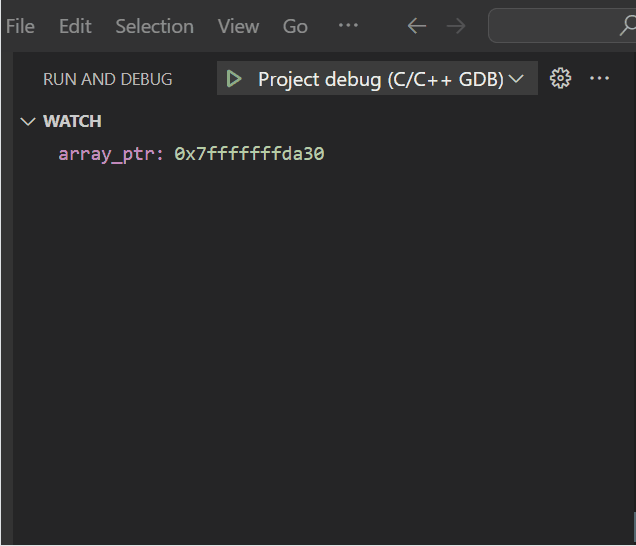 File Edit Selection View Go ···
RUN AND DEBUG Project debug (C/C++ GDB) ···
WATCH
array_ptr: 0x7fffffffda30